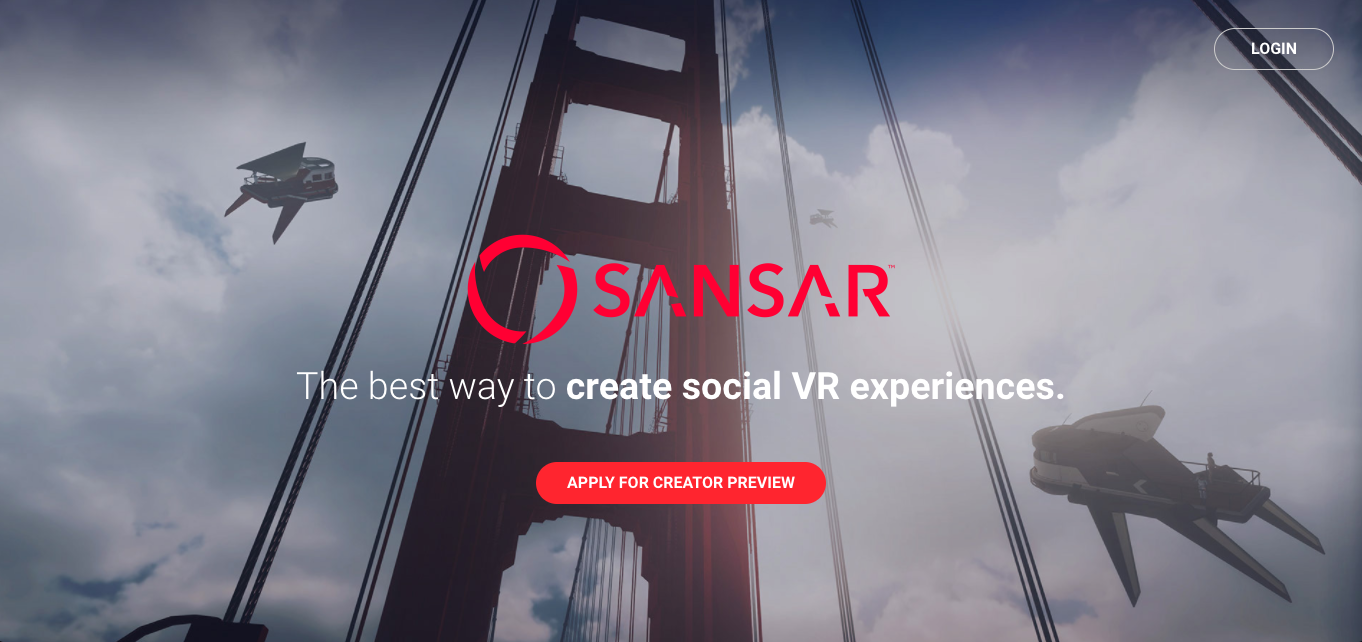 LOGIN
SANSAR™
The best way to create social VR experiences.
APPLY FOR CREATOR PREVIEW